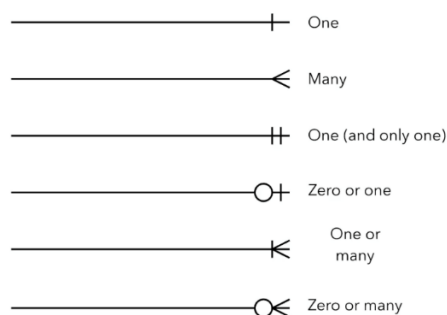 One
Many
One (and only one)
Zero or one
One or
many
Zero or many